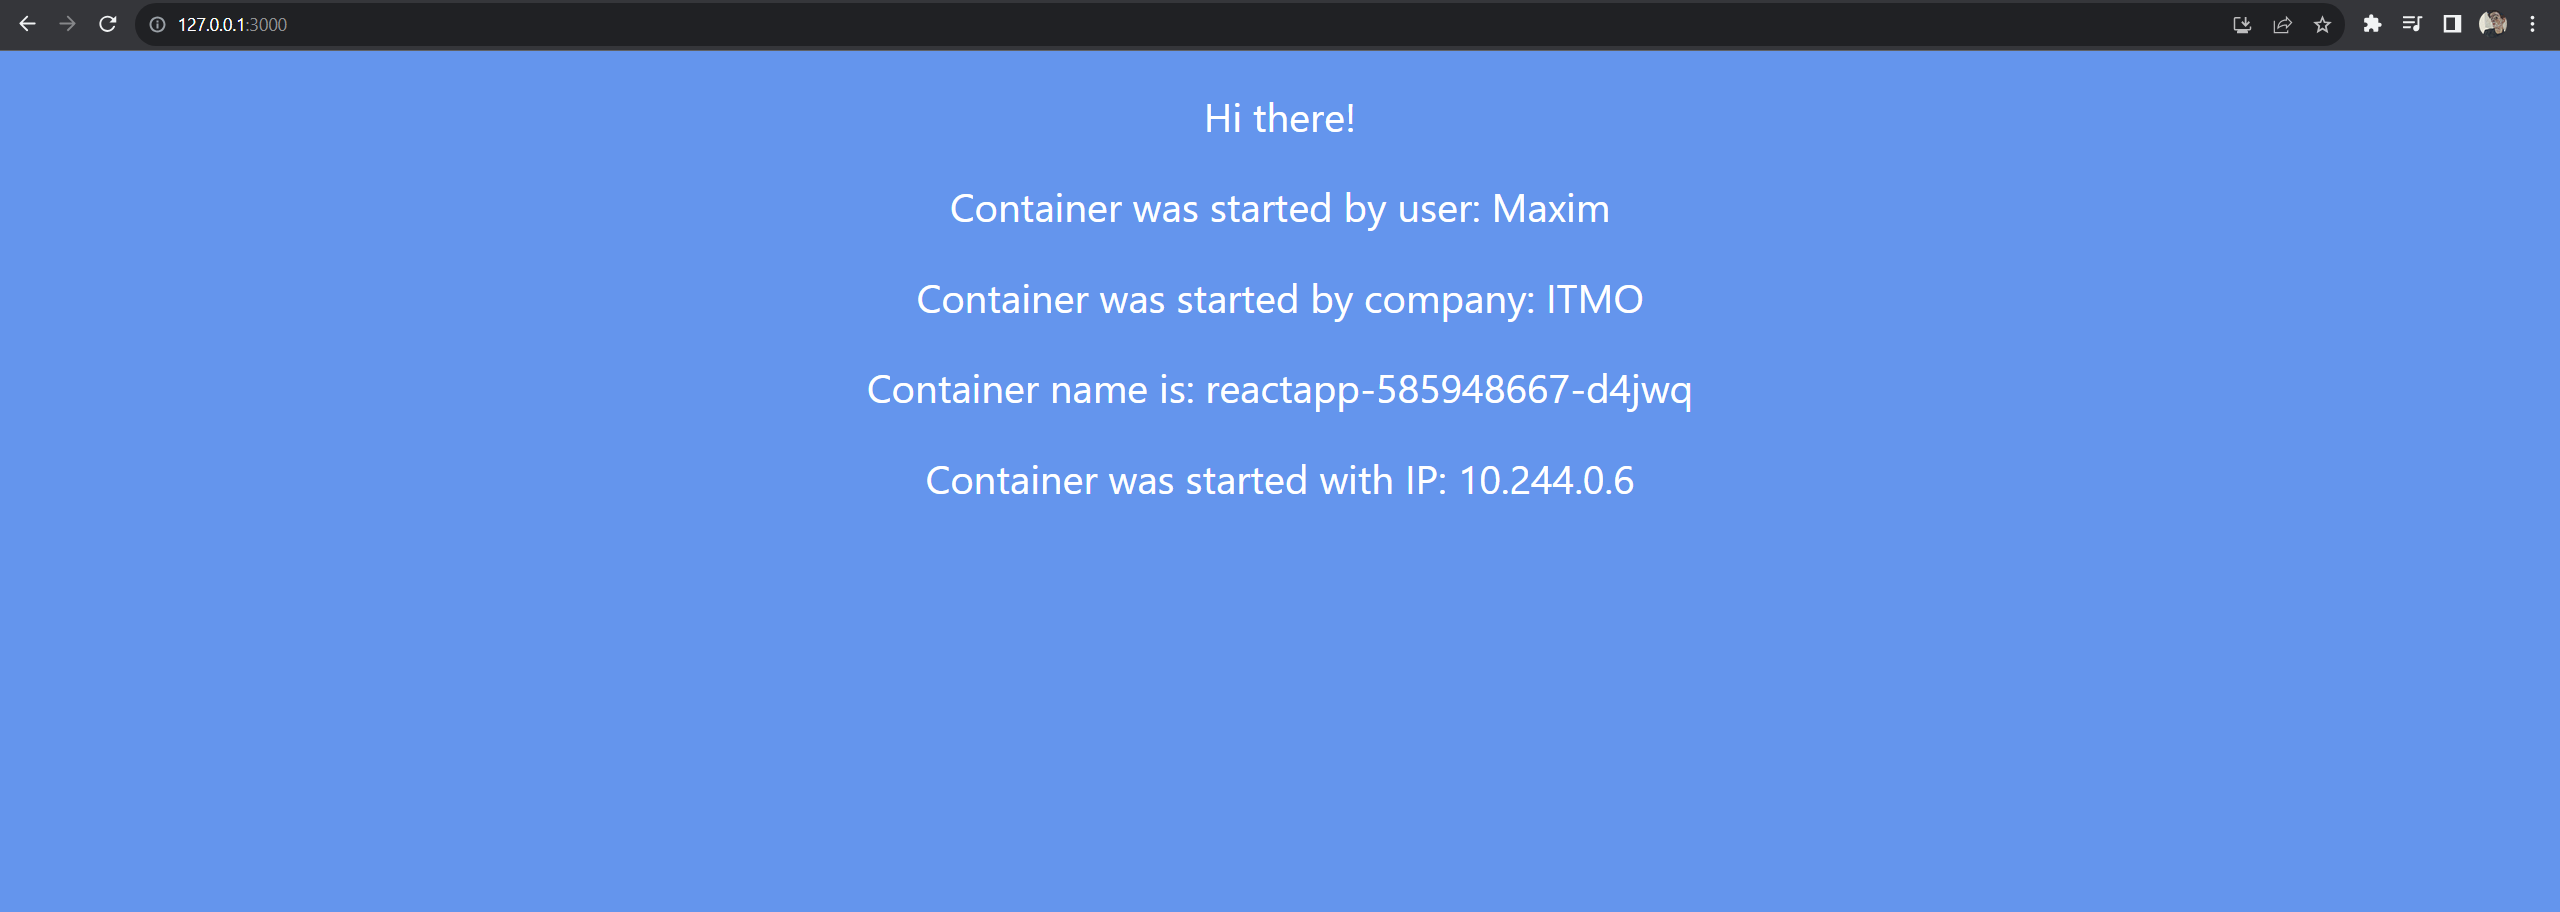 127.0.0.1:3000
Hi there!
Container was started by user: Maxim
Container was started by company: ITMO
Container name is: reactapp-585948667-d4jwq
Container was started with IP: 10.244.0.6